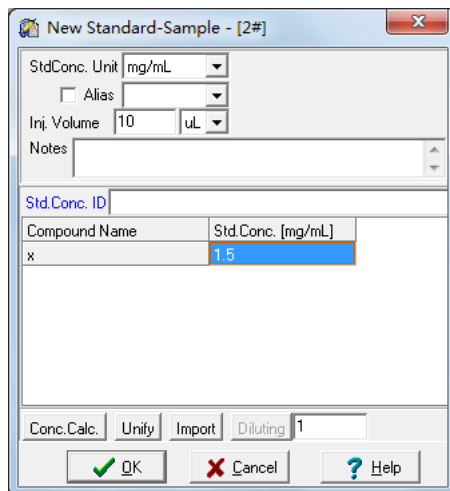 New Standard-Sample - [2#]
StdConc. Unit mg/mL
Alias
Inj. Volume 10 uL
Notes
Std.Conc. ID
Compound Name Std.Conc. [mg/mL]
x 1.5
Conc.Calc. Unify Import Diluting 1
OK Cancel Help